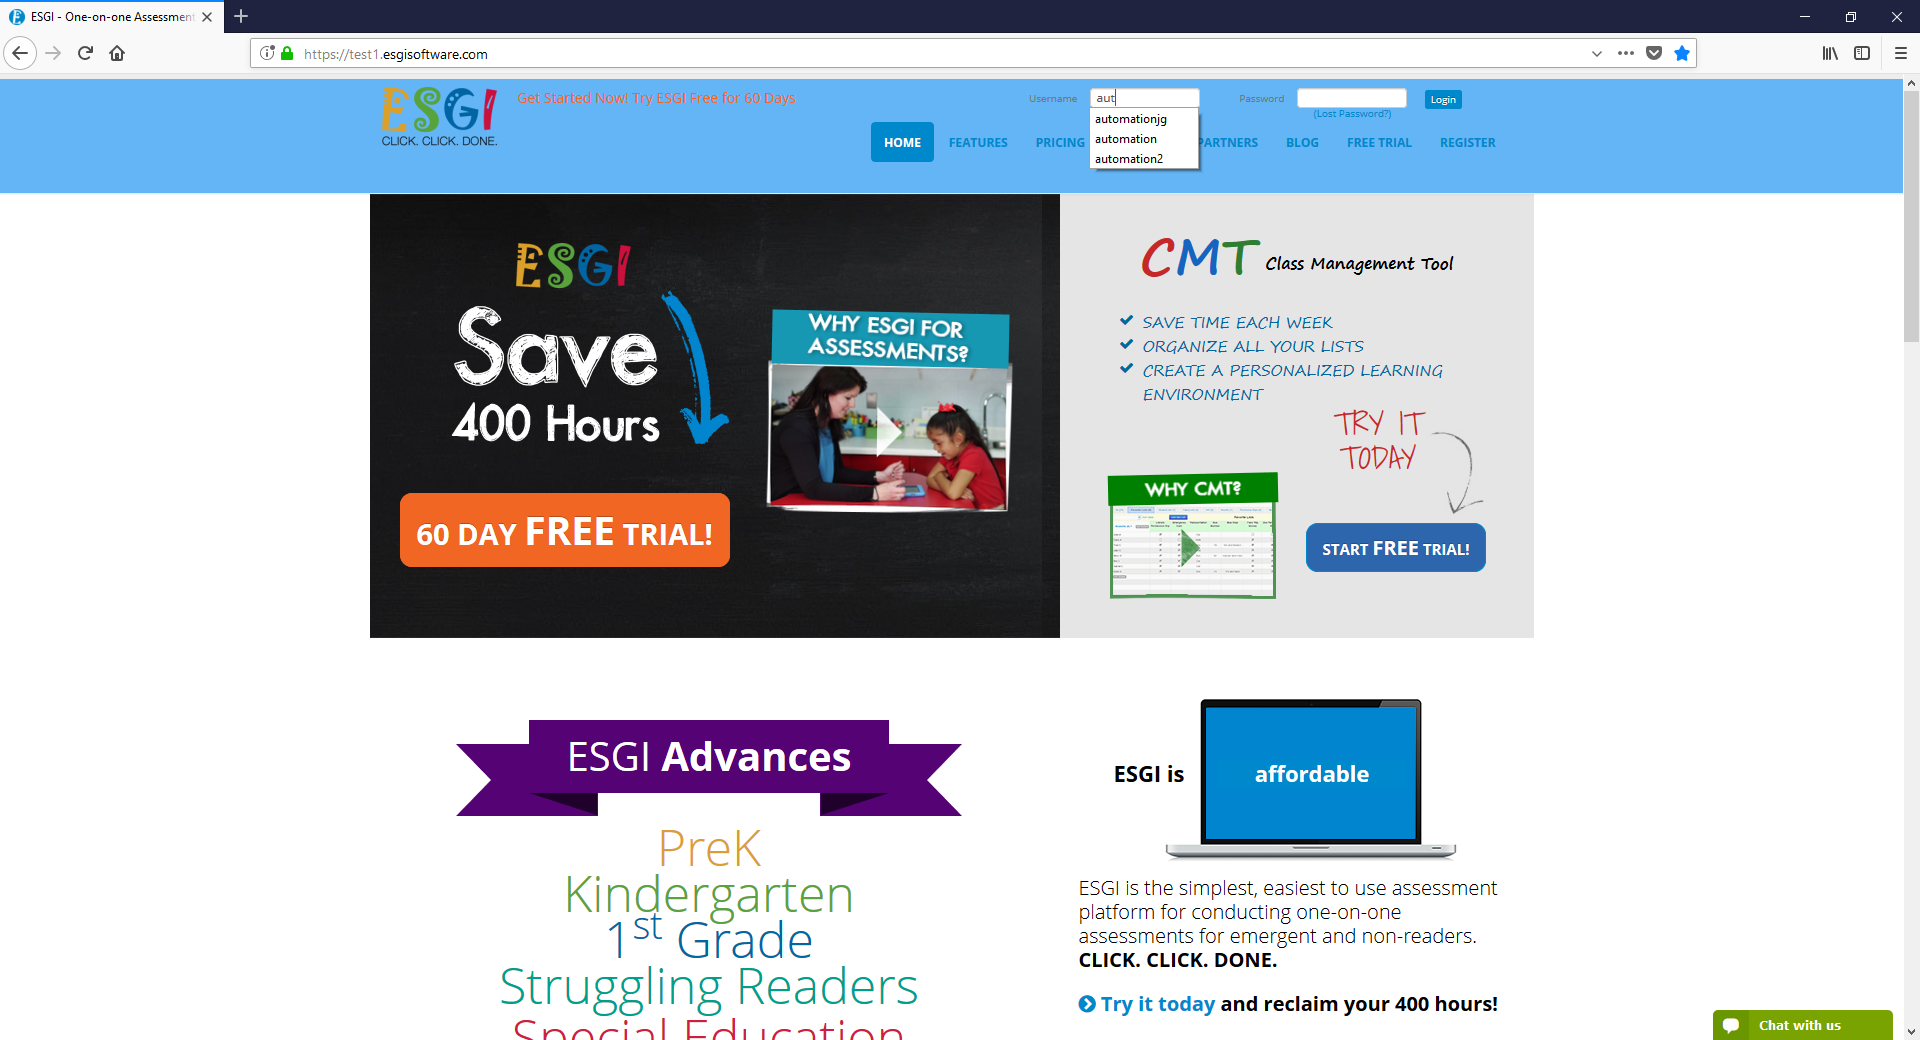 ESGI - One-on-one Assessment
https://test1.esgisoftware.com
ESGI
CLICK. CLICK. DONE.
Get Started Now! Try ESGI Free for 60 Days
Username
aut
Password
Login
(Lost Password?)
automationjg
automation
automation2
HOME
FEATURES
PRICING
PARTNERS
BLOG
FREE TRIAL
REGISTER
ESGI
Save
400 Hours
WHY ESGI FOR
ASSESSMENTS?
60 DAY FREE TRIAL!
CMT Class Management Tool
SAVE TIME EACH WEEK
ORGANIZE ALL YOUR LISTS
CREATE A PERSONALIZED LEARNING
ENVIRONMENT
TRY IT
TODAY
WHY CMT?
START FREE TRIAL!
ESGI Advances
PreK
Kindergarten
1st Grade
Struggling Readers
Special Education
ESGI is
affordable
ESGI is the simplest, easiest to use assessment
platform for conducting one-on-one
assessments for emergent and non-readers.
CLICK. CLICK. DONE.
Try it today and reclaim your 400 hours!
Chat with us